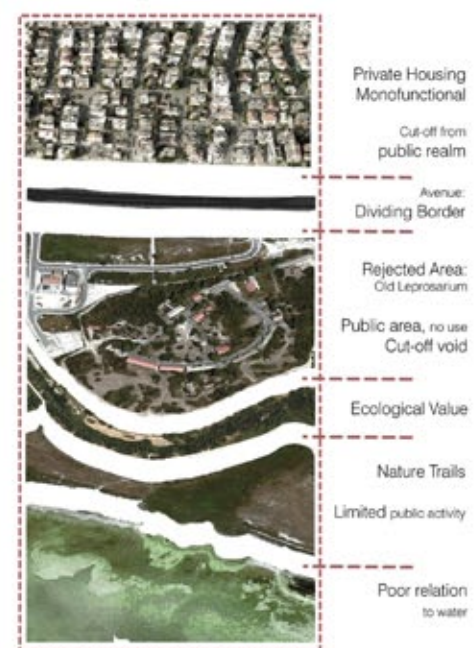 Private Housing
Monofunctional
Cut-off from
public realm
Avenue:
Dividing Border
Rejected Area:
Old Leprosarium
Public area, no use
Cut-off void
Ecological Value
Nature Trails
Limited public activity
Poor relation
to water